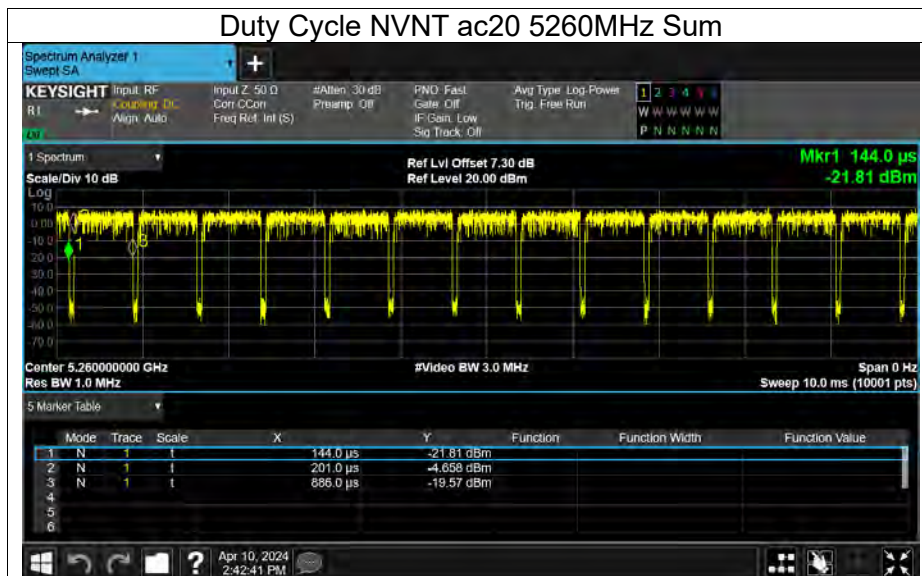 Duty Cycle NVNT ac20 5260MHz Sum
Spectrum Analyzer 1
Swept SA
+
KEYSIGHT Input: RF Input Z: 50 Ω #Atten: 30 dB PNO: Fast Avg Type: Log-Power 1 2 3 4 5 6
R1 Coupling: DC Corr CCorr Preamp: Off Gate: Off Trig: Free Run W W W W W W
Align: Auto Freq Ref: Int (S) IF Gain: Low
Sig Track: Off P N N N N N
1 Spectrum Ref Lvl Offset 7.30 dB Mkr1 144.0 µs
Scale/Div 10 dB Ref Level 20.00 dBm -21.81 dBm
Log
10.0
0.00
-10.0
-20.0
-30.0
-40.0
-50.0
-60.0
-70.0
1
Center 5.260000000 GHz #Video BW 3.0 MHz Span 0 Hz
Res BW 1.0 MHz Sweep 10.0 ms (10001 pts)
5 Marker Table
Mode Trace Scale X Y Function Function Width Function Value
1 N 1 t 144.0 µs -21.81 dBm
2 N 1 t 201.0 µs -4.658 dBm
3 N 1 t 886.0 µs -19.57 dBm
4
5
6
? Apr 10, 2024
2:42:41 PM